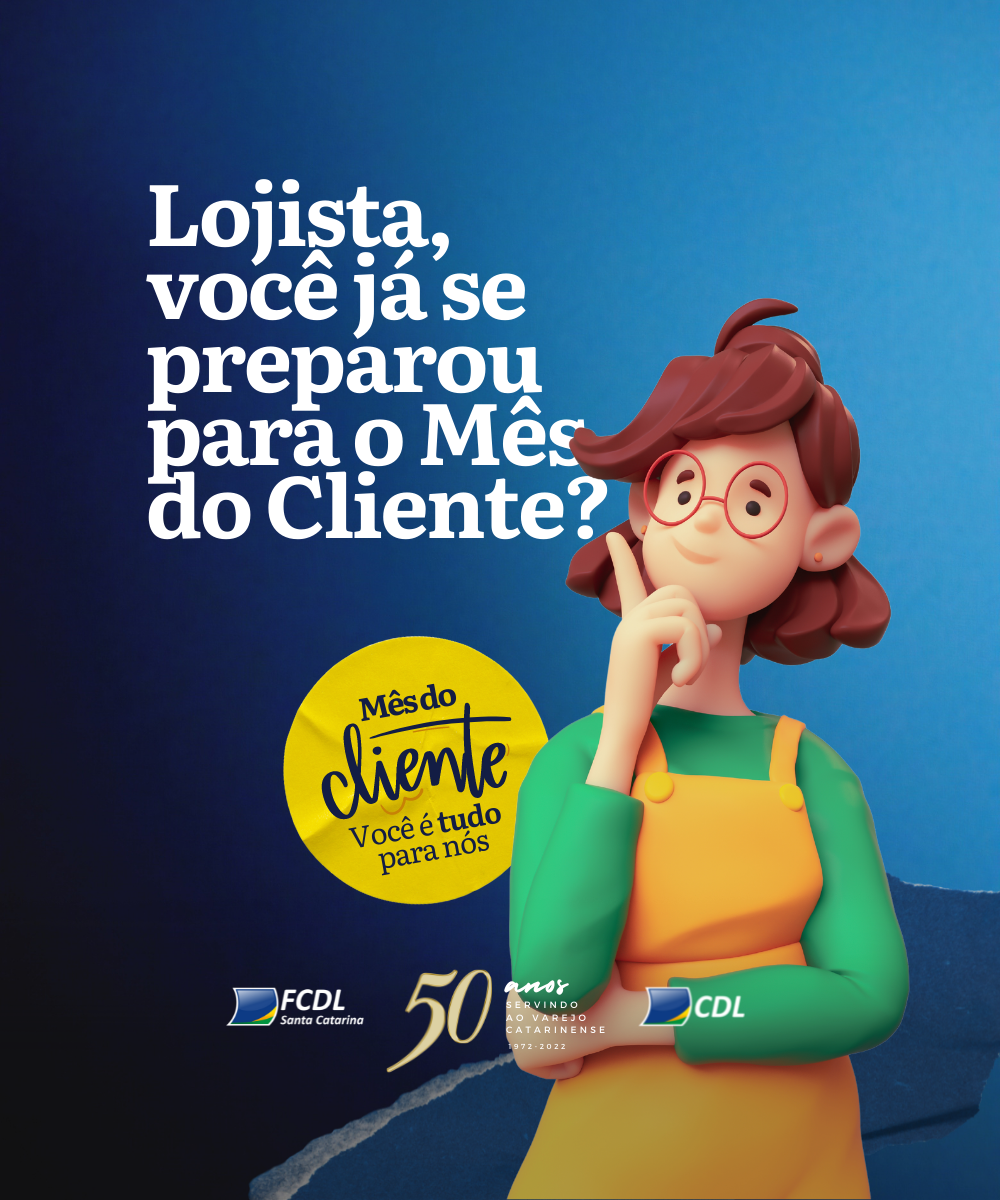 Lojista,
você já se
preparou
para o Mês
do Cliente?
Mês do
cliente
Você é tudo
para nós
FCDL
Santa Catarina
50 anos
SERVINDO
AO VAREJO
CATARINENSE
1972-2022
CDL